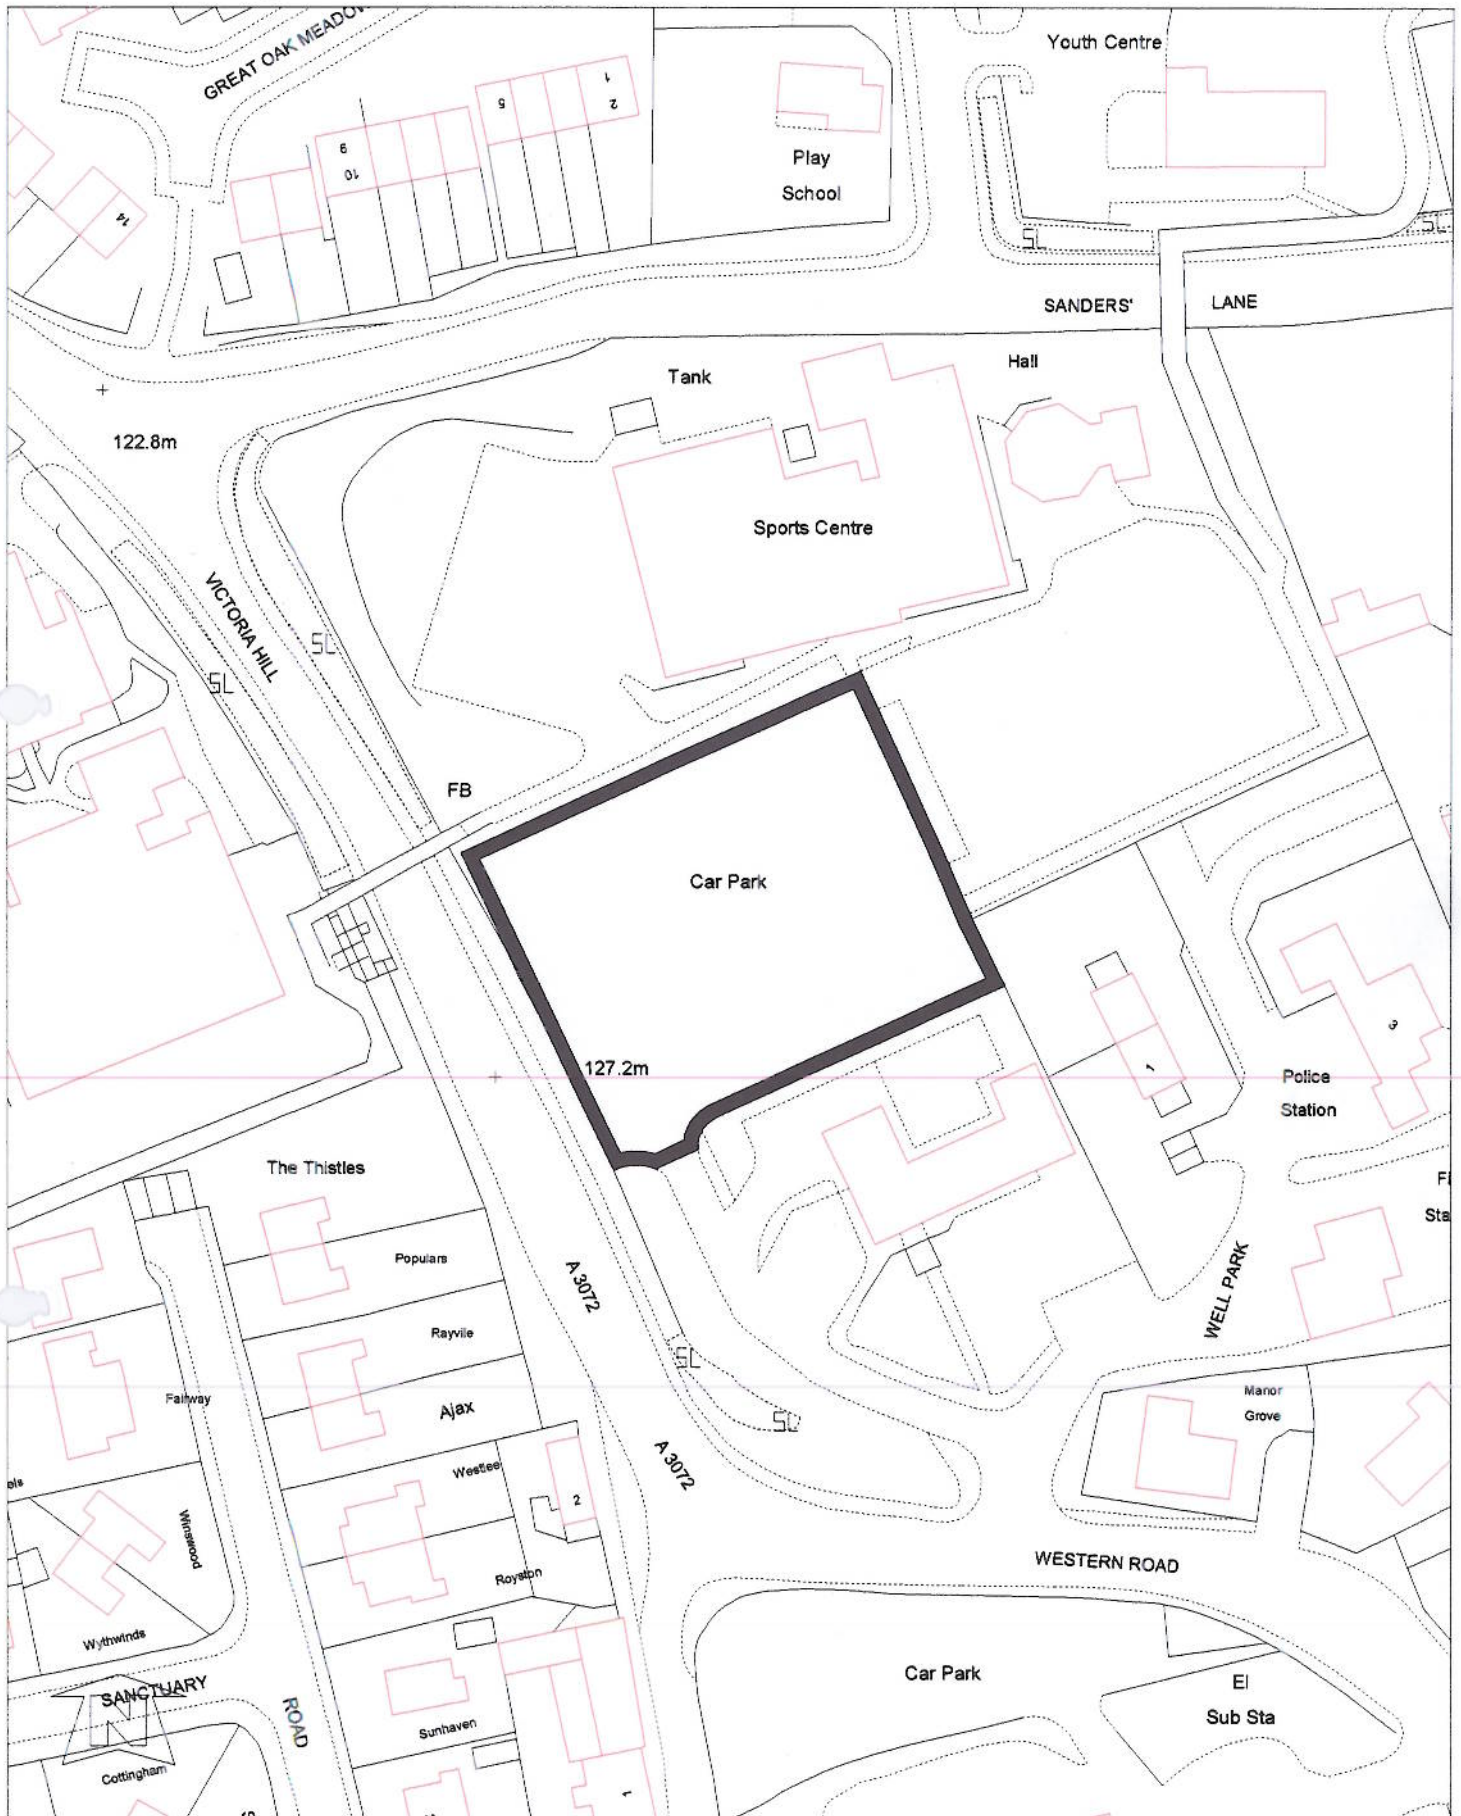 GREAT OAK MEADOW
Youth Centre
1
2
5
9
10
14
Play
School
SL
SL
SANDERS'
LANE
Tank
Hall
122.8m
Sports Centre
VICTORIA HILL
SL
SL
FB
Car Park
127.2m
1
3
Police
Station
The Thistles
Populars
A 3072
WELL PARK
Rayvile
SL
Fairway
Ajax
SL
Manor
Grove
A 3072
Westlee
2
Winswood
Royston
WESTERN ROAD
Wythwinds
SANCTUARY
ROAD
N
Car Park
El
Sub Sta
Sunhaven
Cottingham
1